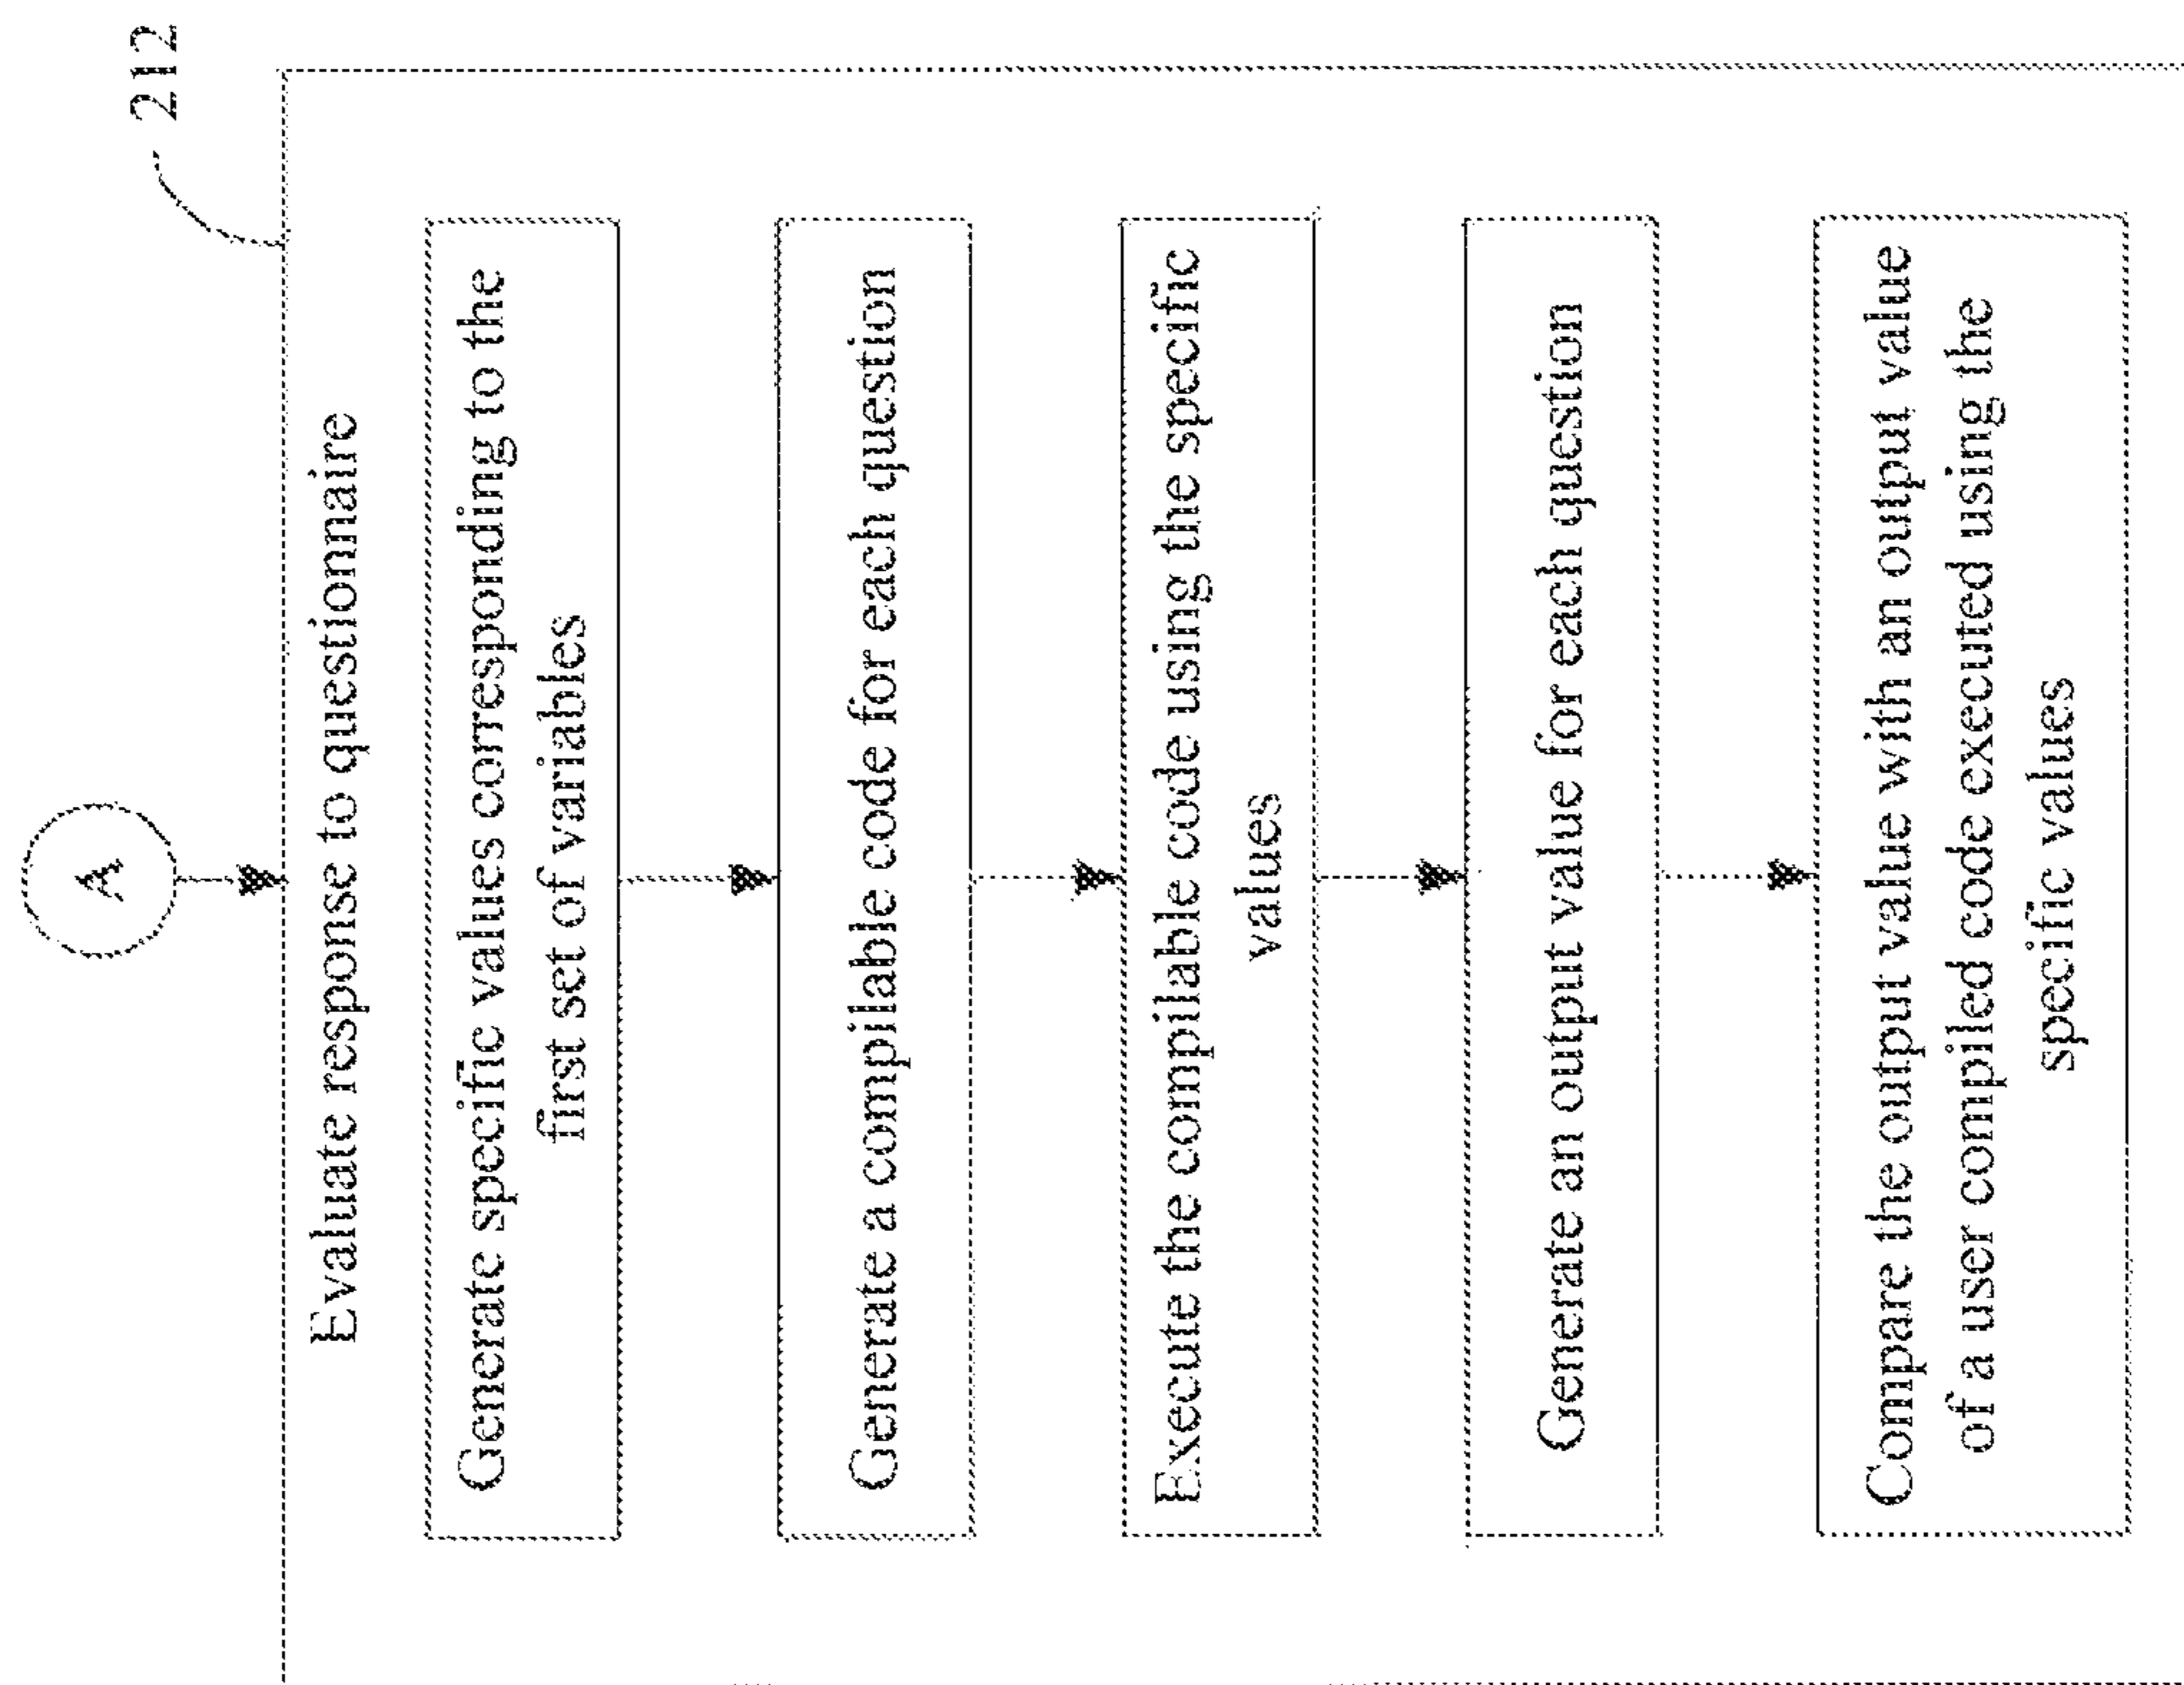 A
212
Evaluate response to questionnaire
Generate specific values corresponding to the
first set of variables
Generate a compilable code for each question
Execute the compilable code using the specific
values
Generate an output value for each question
Compare the output value with an output value
of a user compiled code executed using the
specific values